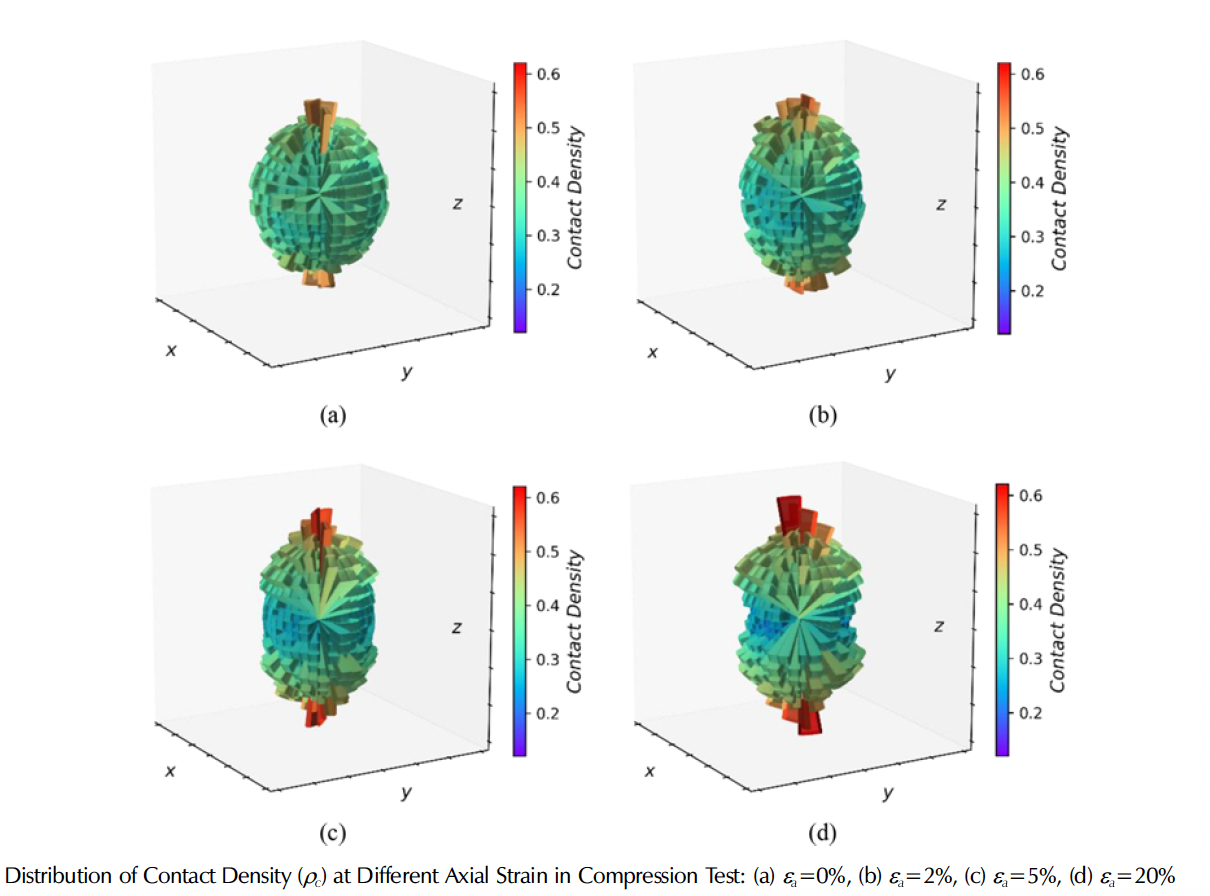 0.6
0.5
0.4
0.3
0.2
Contact Density
z
x
y
(a)
0.6
0.5
0.4
0.3
0.2
Contact Density
z
x
y
(b)
0.6
0.5
0.4
0.3
0.2
Contact Density
z
x
y
(c)
0.6
0.5
0.4
0.3
0.2
Contact Density
z
x
y
(d)
Distribution of Contact Density (ρc) at Different Axial Strain in Compression Test: (a) εa=0%, (b) εa=2%, (c) εa=5%, (d) εa=20%